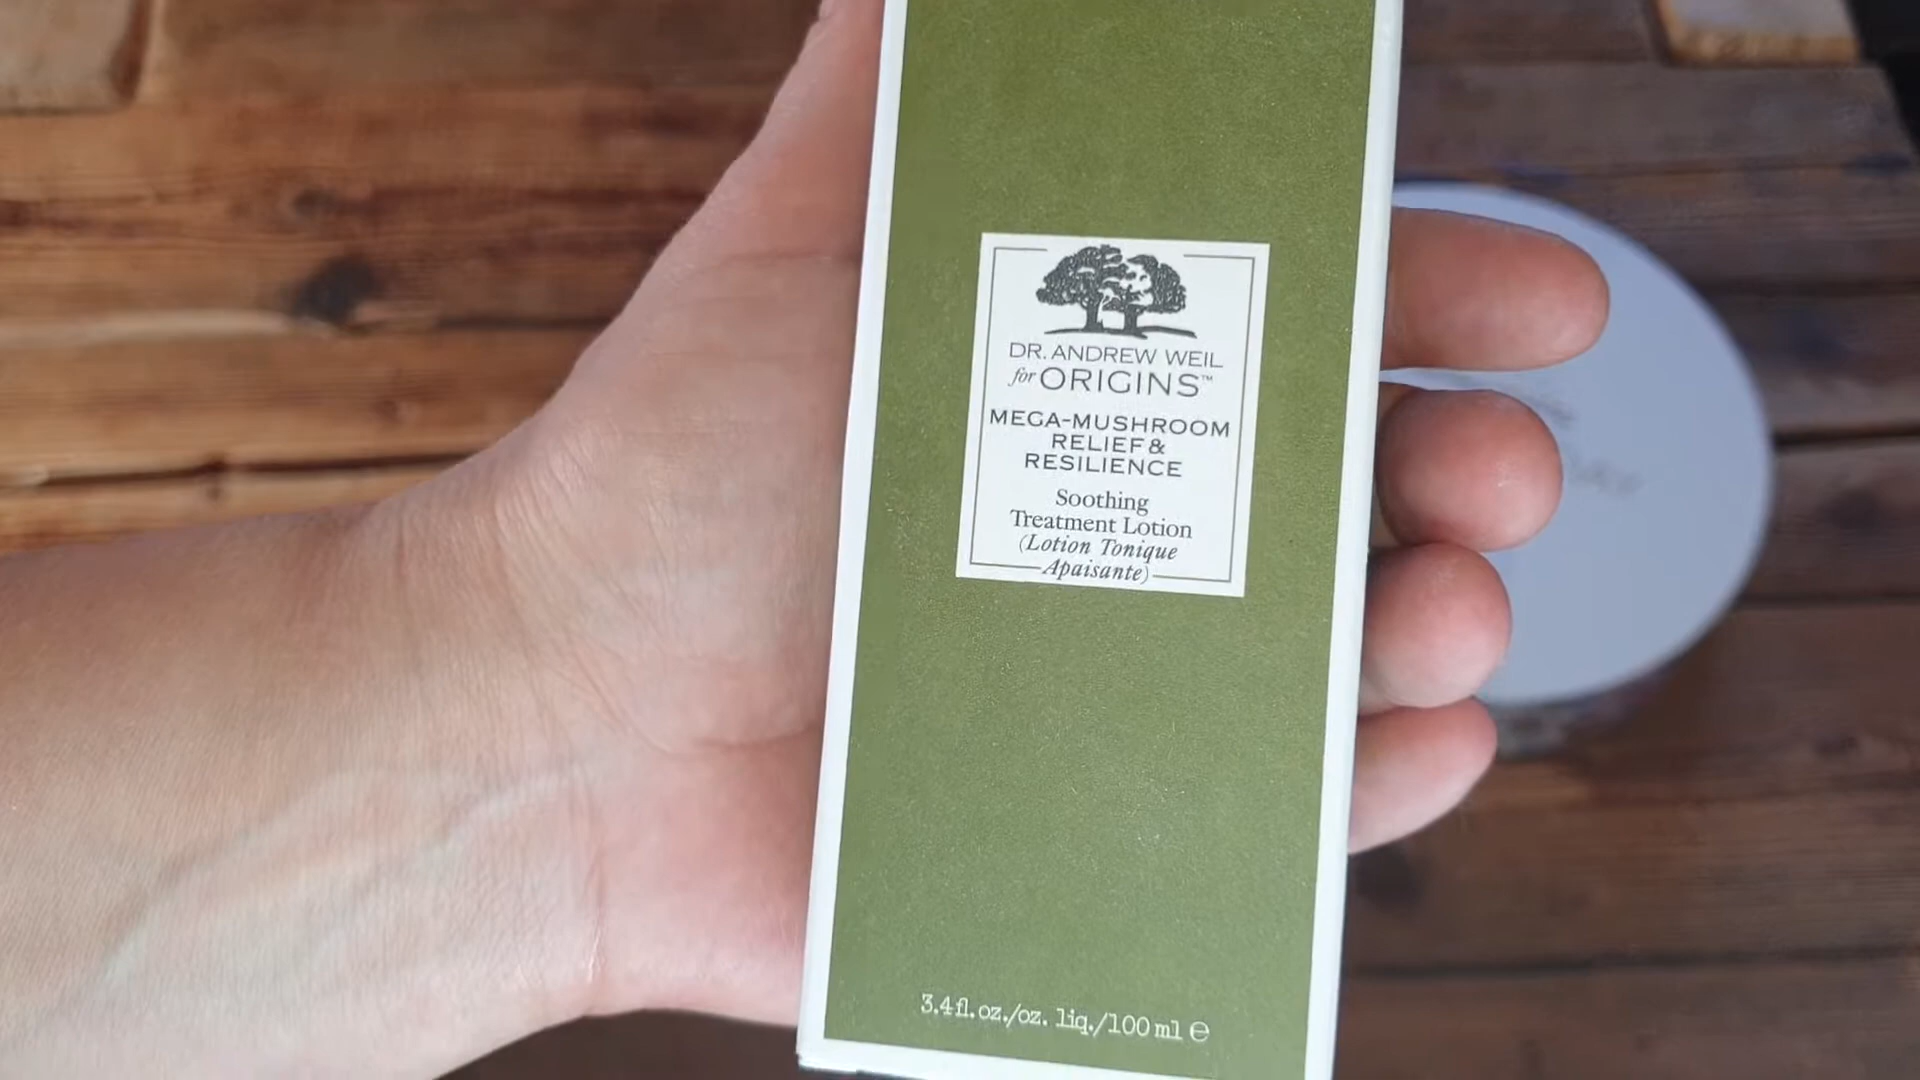 DR. ANDREW WEIL
for ORIGINS™
MEGA-MUSHROOM
RELIEF &
RESILIENCE
Soothing
Treatment Lotion
(Lotion Tonique
Apaisante)
3.4 fl. oz./oz. liq./100 ml ℮